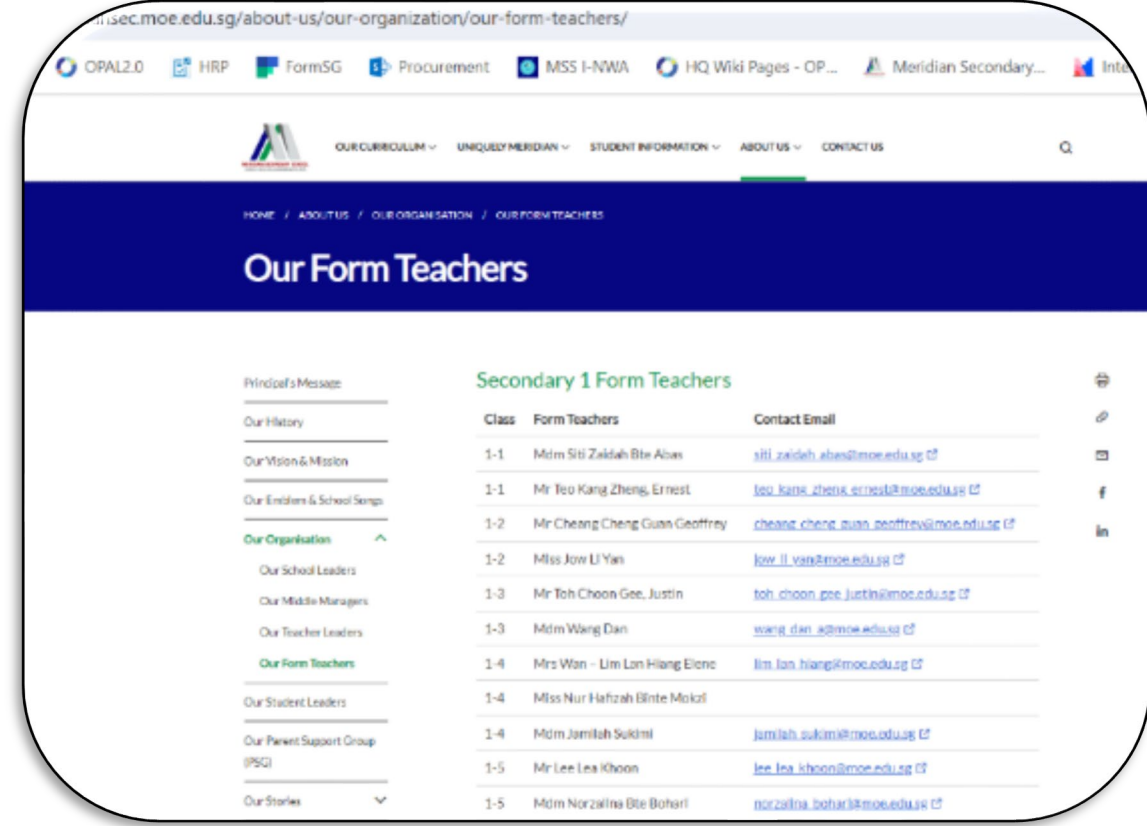 nsec.moe.edu.sg/about-us/our-organization/our-form-teachers/
OPAL2.0 HRP FormSG Procurement MSS I-NWA HQ Wiki Pages - OP... Meridian Secondary... Inte
OUR CURRICULUM UNIQUELY MERIDIAN STUDENT INFORMATION ABOUT US CONTACT US
HOME / ABOUT US / OUR ORGANISATION / OUR FORM TEACHERS
Our Form Teachers
Principal's Message
Our History
Our Vision & Mission
Our Emblem & School Songs
Our Organisation
Our School Leaders
Our Middle Managers
Our Teacher Leaders
Our Form Teachers
Our Student Leaders
Our Parent Support Group
(PSG)
Our Stories
Secondary 1 Form Teachers
Class Form Teachers Contact Email
1-1 Mdm Siti Zaidah Bte Abas siti_zaidah_abas@moe.edu.sg
1-1 Mr Teo Kang Zheng, Ernest teo_kang_zheng_ernest@moe.edu.sg
1-2 Mr Cheang Cheng Guan Geoffrey cheang_cheng_guan_geoffrey@moe.edu.sg
1-2 Miss Jow Li Yan jow_li_yan@moe.edu.sg
1-3 Mr Toh Choon Gee, Justin toh_choon_gee_justin@moe.edu.sg
1-3 Mdm Wang Dan wang_dan_a@moe.edu.sg
1-4 Mrs Wan – Lim Lan Hiang Elene lim_lan_hiang@moe.edu.sg
1-4 Miss Nur Hafizah Binte Mokzi
1-4 Mdm Jamilah Sukimi jamilah_sukimi@moe.edu.sg
1-5 Mr Lee Lea Khoon lee_lea_khoon@moe.edu.sg
1-5 Mdm Norzalina Bte Bohari norzalina_bohari@moe.edu.sg